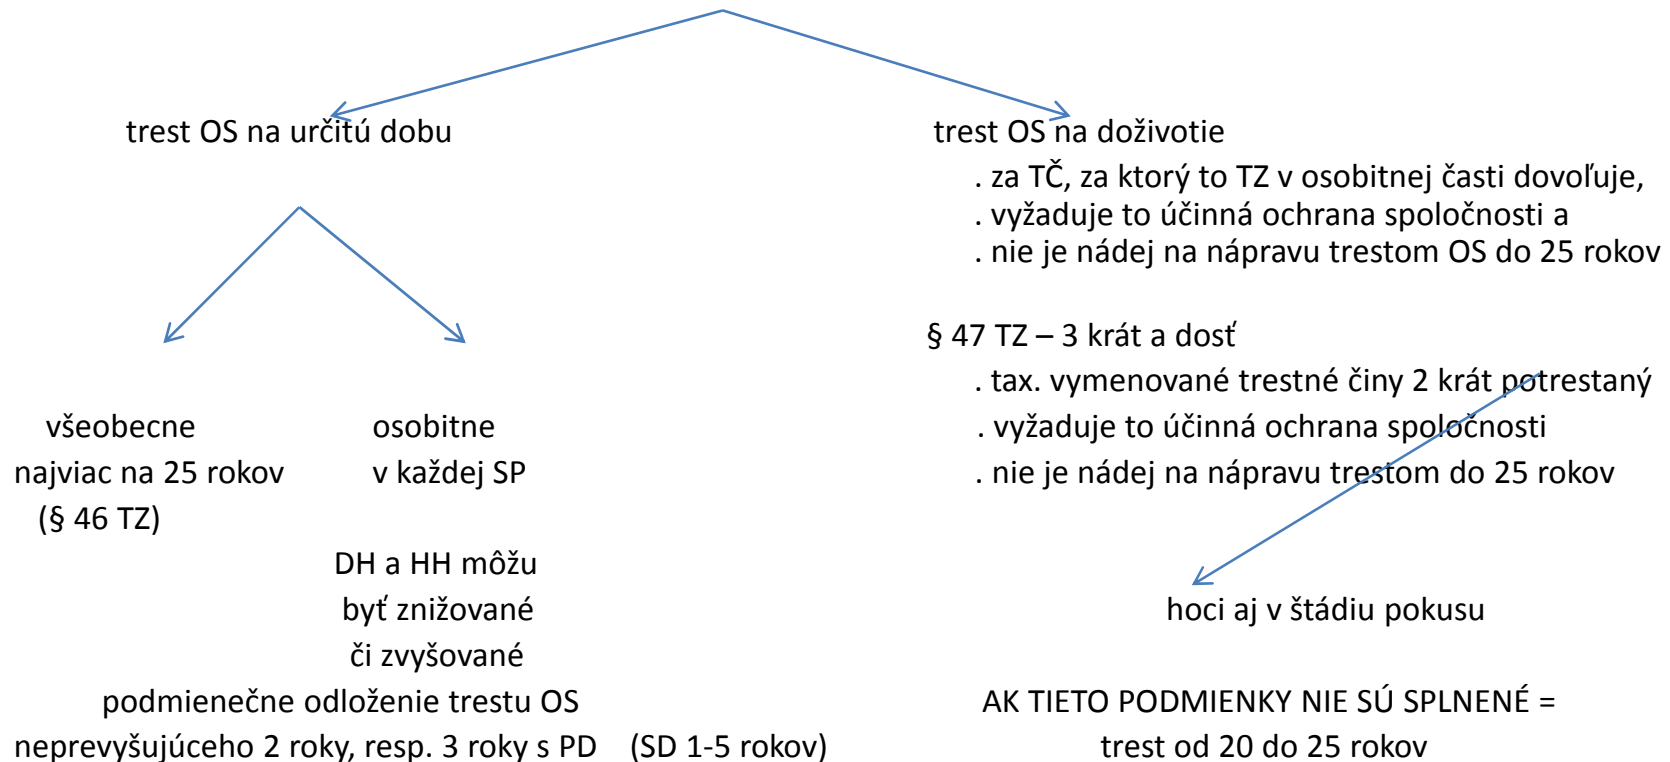 trest OS na určitú dobu
všeobecne osobitne
najviac na 25 rokov v každej SP
(§ 46 TZ)
DH a HH môžu
byť znižované
či zvyšované
podmienečne odloženie trestu OS
neprevyšujúceho 2 roky, resp. 3 roky s PD (SD 1-5 rokov)
trest OS na doživotie
. za TČ, za ktorý to TZ v osobitnej časti dovoľuje,
. vyžaduje to účinná ochrana spoločnosti a
. nie je nádej na nápravu trestom OS do 25 rokov
§ 47 TZ – 3 krát a dosť
. tax. vymenované trestné činy 2 krát potrestaný
. vyžaduje to účinná ochrana spoločnosti
. nie je nádej na nápravu trestom do 25 rokov
hoci aj v štádiu pokusu
AK TIETO PODMIENKY NIE SÚ SPLNENÉ =
trest od 20 do 25 rokov